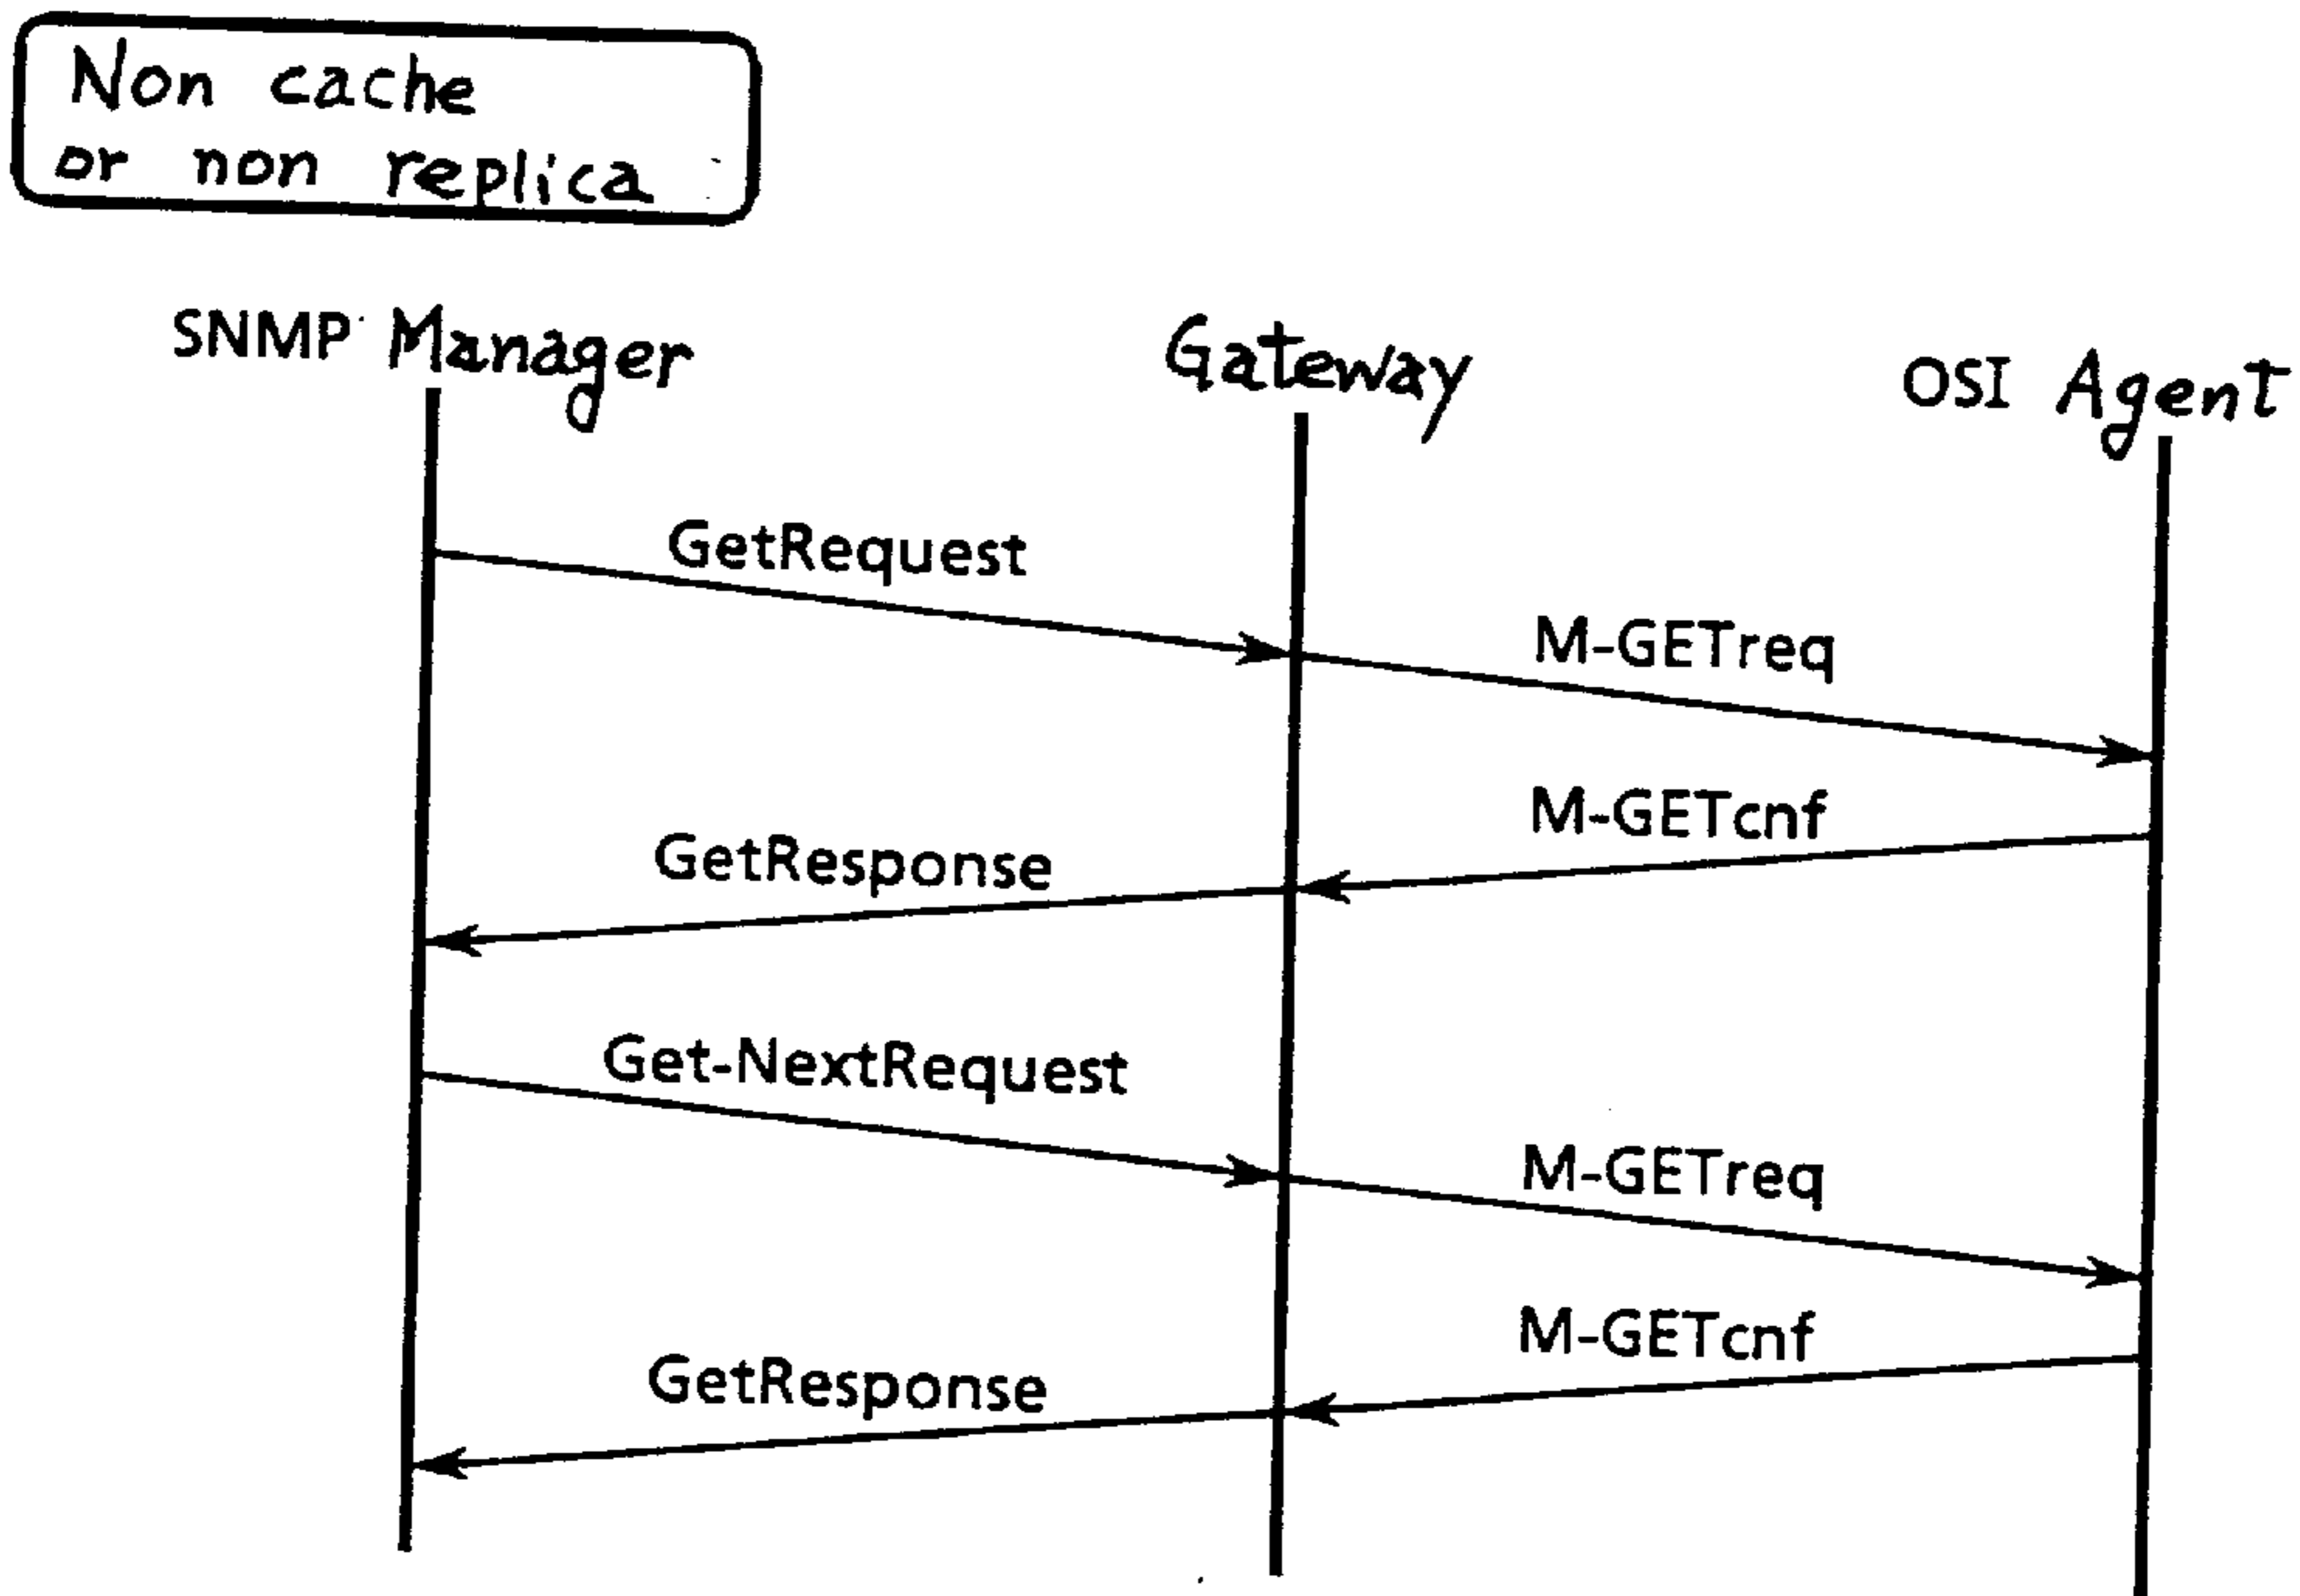 Non cache
or non replica
SNMP Manager
Gateway
OSI Agent
GetRequest
M-GETreq
M-GETcnf
GetResponse
Get-NextRequest
M-GETreq
M-GETcnf
GetResponse